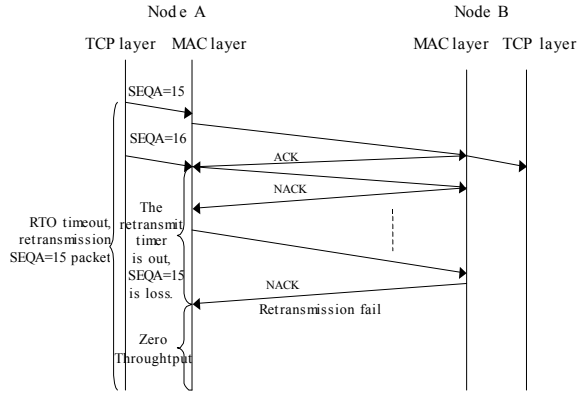 Node A
Node B
TCP layer
MAC layer
MAC layer
TCP layer
SEQA=15
SEQA=16
ACK
NACK
RTO timeout,
retransmission
SEQA=15 packet
The
retransmit
timer
is out,
SEQA=15
is loss.
NACK
Retransmission fail
Zero
Throughtput